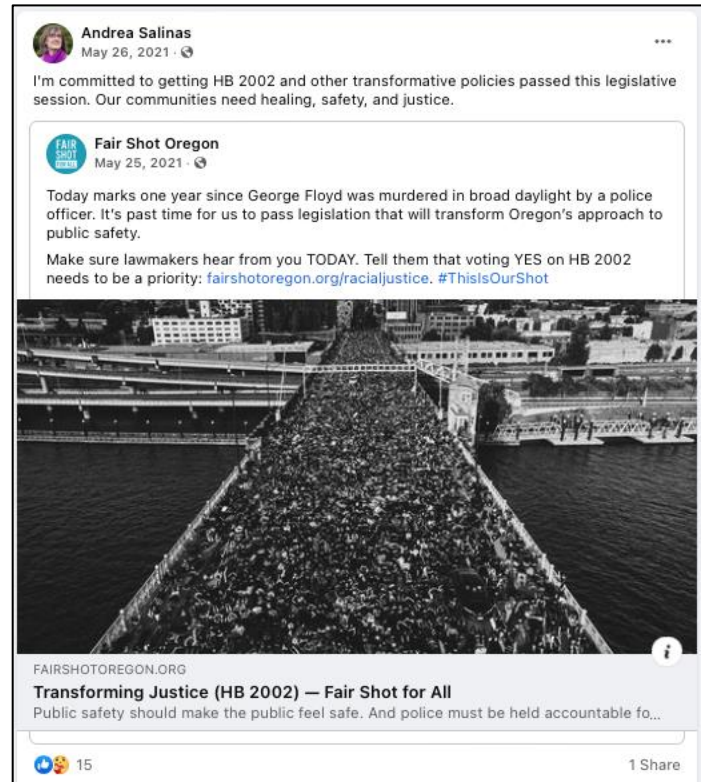 Andrea Salinas
May 26, 2021 ·
I'm committed to getting HB 2002 and other transformative policies passed this legislative
session. Our communities need healing, safety, and justice.
FAIR
SHOT
FOR ALL
Fair Shot Oregon
May 25, 2021 ·
Today marks one year since George Floyd was murdered in broad daylight by a police
officer. It's past time for us to pass legislation that will transform Oregon's approach to
public safety.
Make sure lawmakers hear from you TODAY. Tell them that voting YES on HB 2002
needs to be a priority: fairshotoregon.org/racialjustice. #ThisIsOurShot
i
FAIRSHOTOREGON.ORG
Transforming Justice (HB 2002) — Fair Shot for All
Public safety should make the public feel safe. And police must be held accountable fo...
15
1 Share